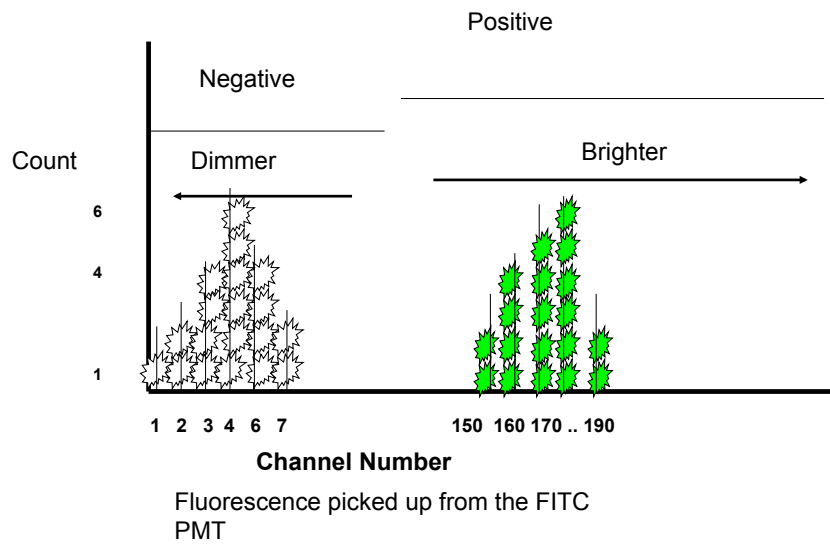 Positive
Negative
Count
Dimmer
Brighter
6
4
1
1 2 3 4 6 7 150 160 170 .. 190
Channel Number
Fluorescence picked up from the FITC
PMT